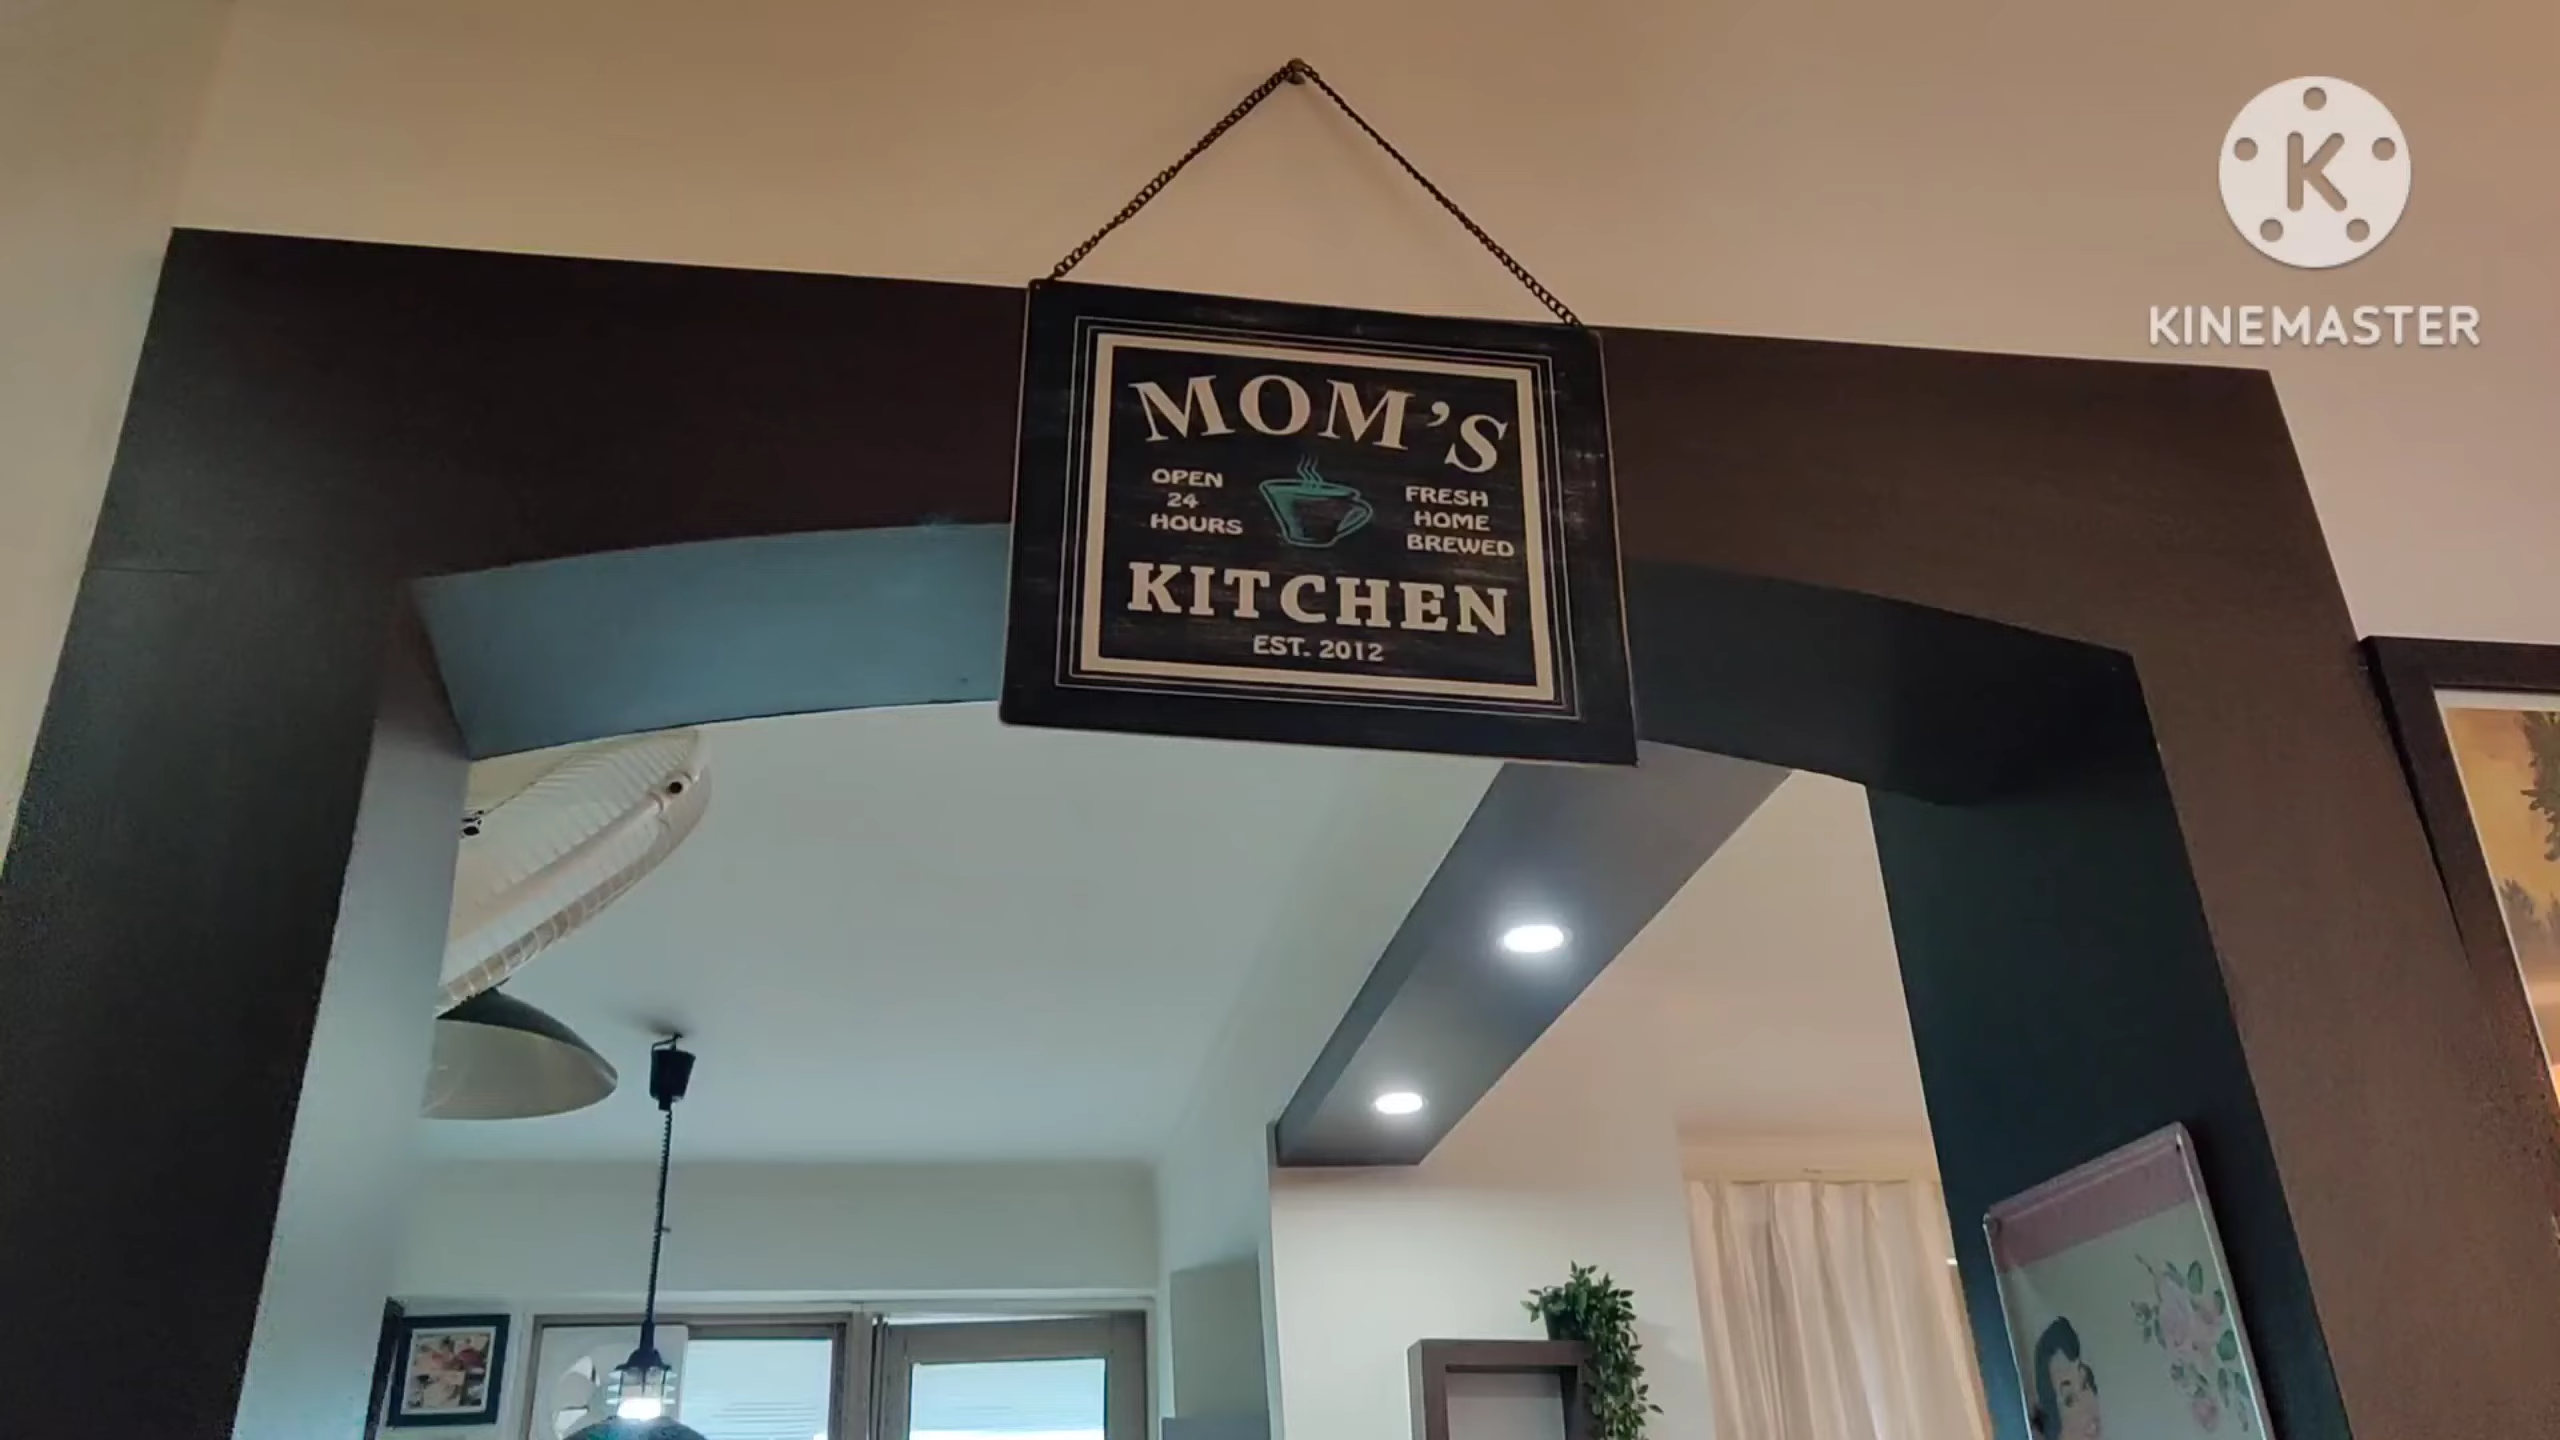 MOM'S
OPEN
24
HOURS
FRESH
HOME
BREWED
KITCHEN
EST. 2012
K
KINEMASTER